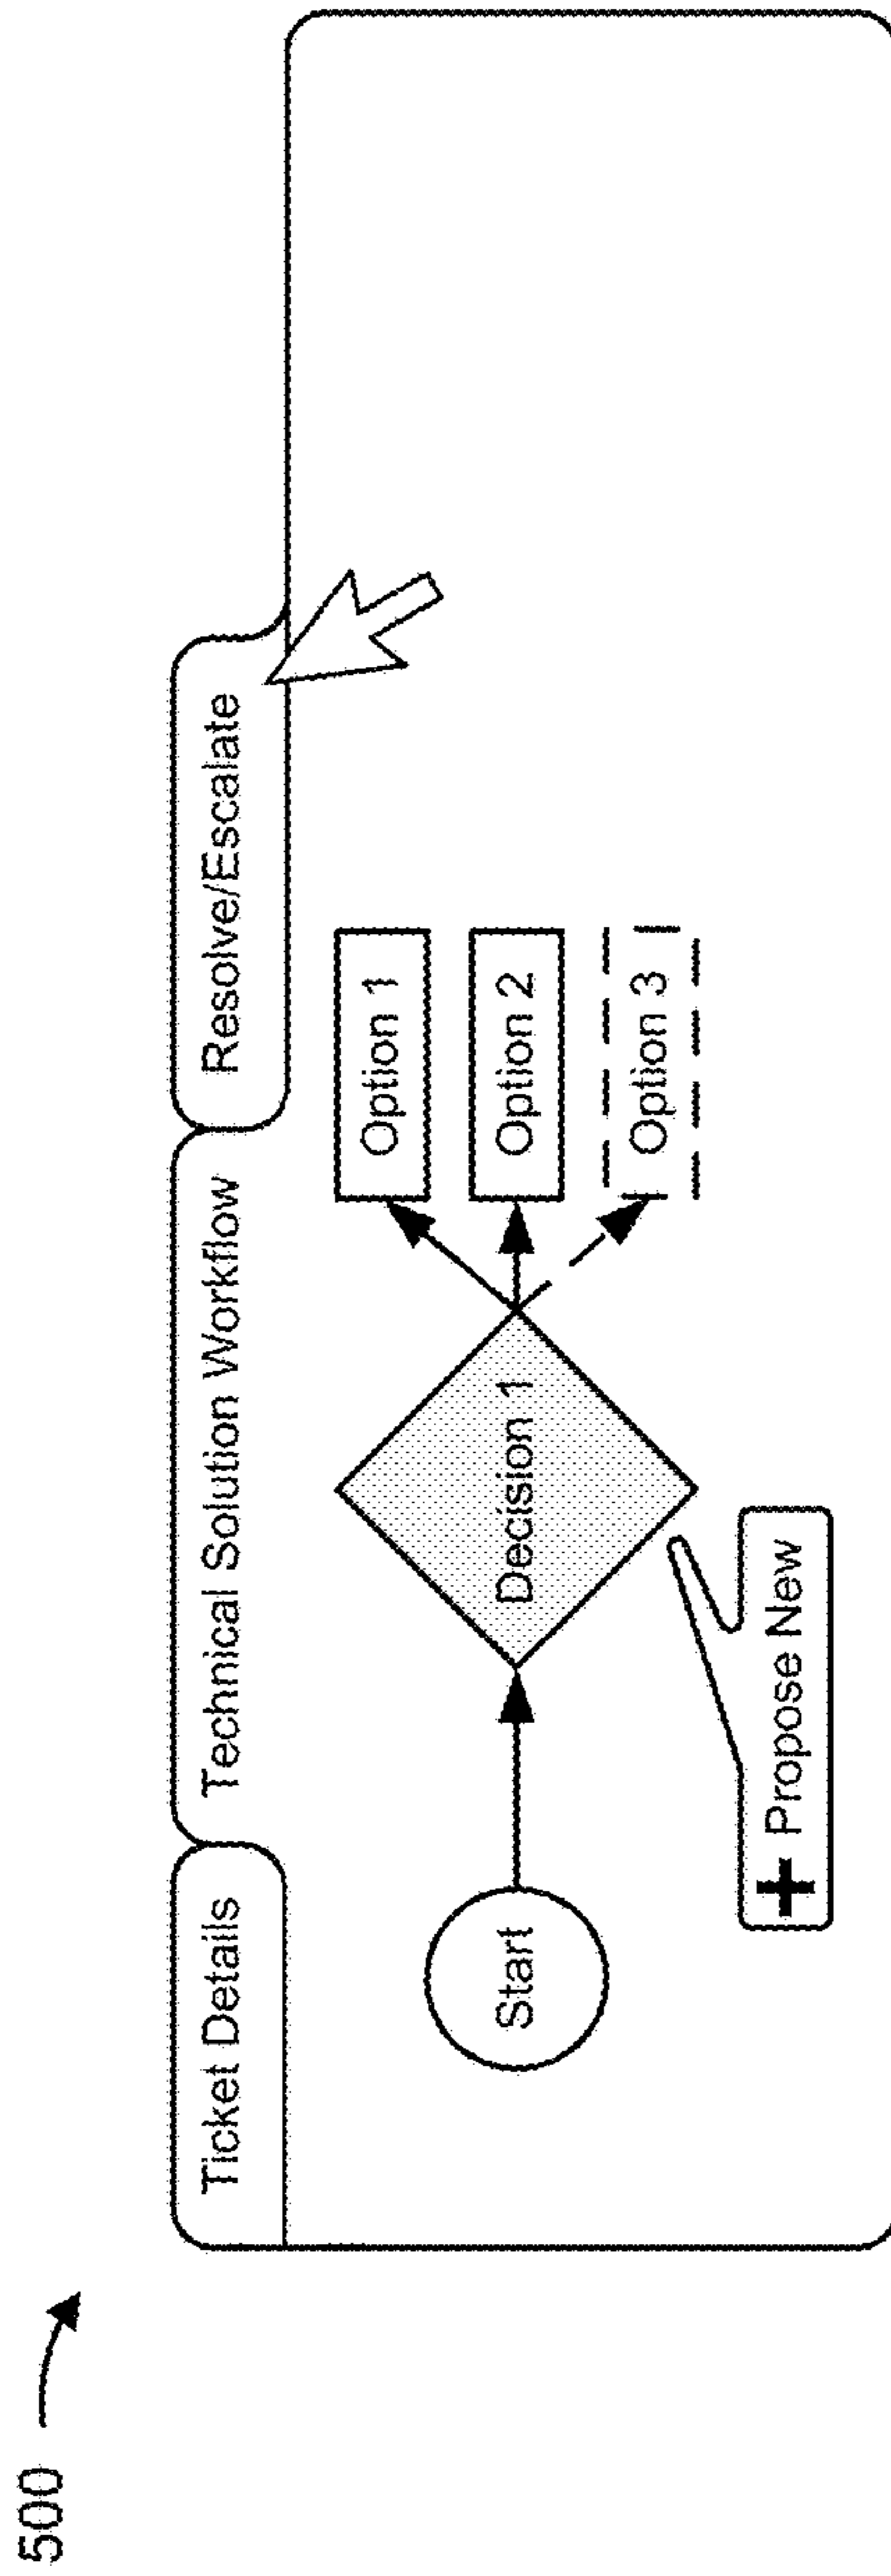 500
Ticket Details
Technical Solution Workflow
Resolve/Escalate
Start
Decision 1
Option 1
Option 2
Option 3
+ Propose New